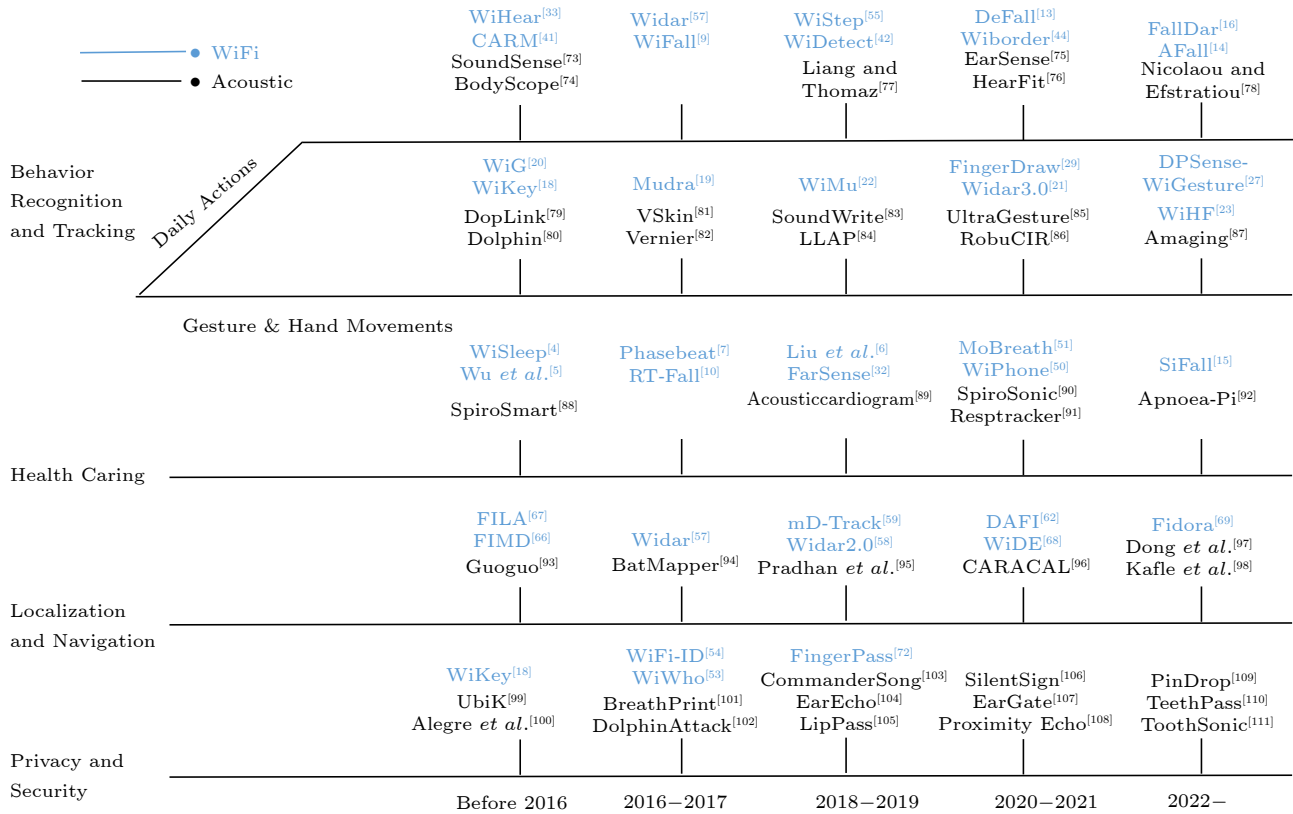 WiFi
Acoustic
WiHear[33]
CARM[41]
SoundSense[73]
BodyScope[74]
Widar[57]
WiFall[9]
WiStep[55]
WiDetect[42]
Liang and
Thomaz[77]
DeFall[13]
Wiborder[44]
EarSense[75]
HearFit[76]
FallDar[16]
AFall[14]
Nicolaou and
Efstratiou[78]
Behavior
Recognition
and Tracking
Daily Actions
WiG[20]
WiKey[18]
DopLink[79]
Dolphin[80]
Mudra[19]
VSkin[81]
Vernier[82]
WiMu[22]
SoundWrite[83]
LLAP[84]
FingerDraw[29]
Widar3.0[21]
UltraGesture[85]
RobuCIR[86]
DPSense-
WiGesture[27]
WiHF[23]
Amaging[87]
Gesture & Hand Movements
WiSleep[4]
Wu et al.[5]
SpiroSmart[88]
Phasebeat[7]
RT-Fall[10]
Liu et al.[6]
FarSense[32]
Acousticcardiogram[89]
MoBreath[51]
WiPhone[50]
SpiroSonic[90]
Resptracker[91]
SiFall[15]
Apnoea-Pi[92]
Health Caring
FILA[67]
FIMD[66]
Guoguo[93]
Widar[57]
BatMapper[94]
mD-Track[59]
Widar2.0[58]
Pradhan et al.[95]
DAFI[62]
WiDE[68]
CARACAL[96]
Fidora[69]
Dong et al.[97]
Kafle et al.[98]
Localization
and Navigation
WiKey[18]
UbiK[99]
Alegre et al.[100]
WiFi-ID[54]
WiWho[53]
BreathPrint[101]
DolphinAttack[102]
FingerPass[72]
CommanderSong[103]
EarEcho[104]
LipPass[105]
SilentSign[106]
EarGate[107]
Proximity Echo[108]
PinDrop[109]
TeethPass[110]
ToothSonic[111]
Privacy and
Security
Before 2016
2016−2017
2018−2019
2020−2021
2022−